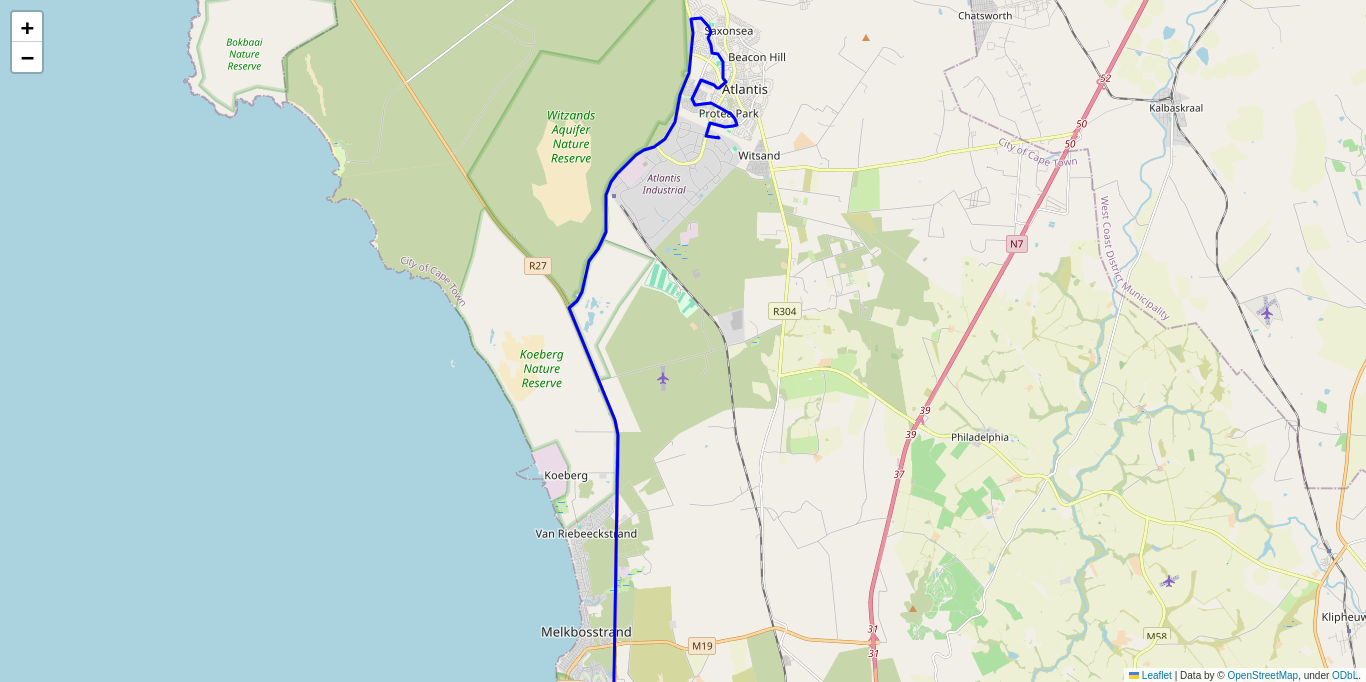 +
−
Chatsworth
Saxonsea
Bokbaai
Nature
Reserve
Beacon Hill
52
Atlantis
Kalbaskraal
Witzands
Aquifer
Nature
Reserve
Protea Park
50
50
City of Cape Town
Witsand
Atlantis
Industrial
West Coast District Municipality
N7
R27
City of Cape Town
R304
Koeberg
Nature
Reserve
39
39
Philadelphia
37
Koeberg
Van Riebeeckstrand
Klipheuw
31
Melkbosstrand
M19
M58
31
Leaflet | Data by © OpenStreetMap, under ODbL.